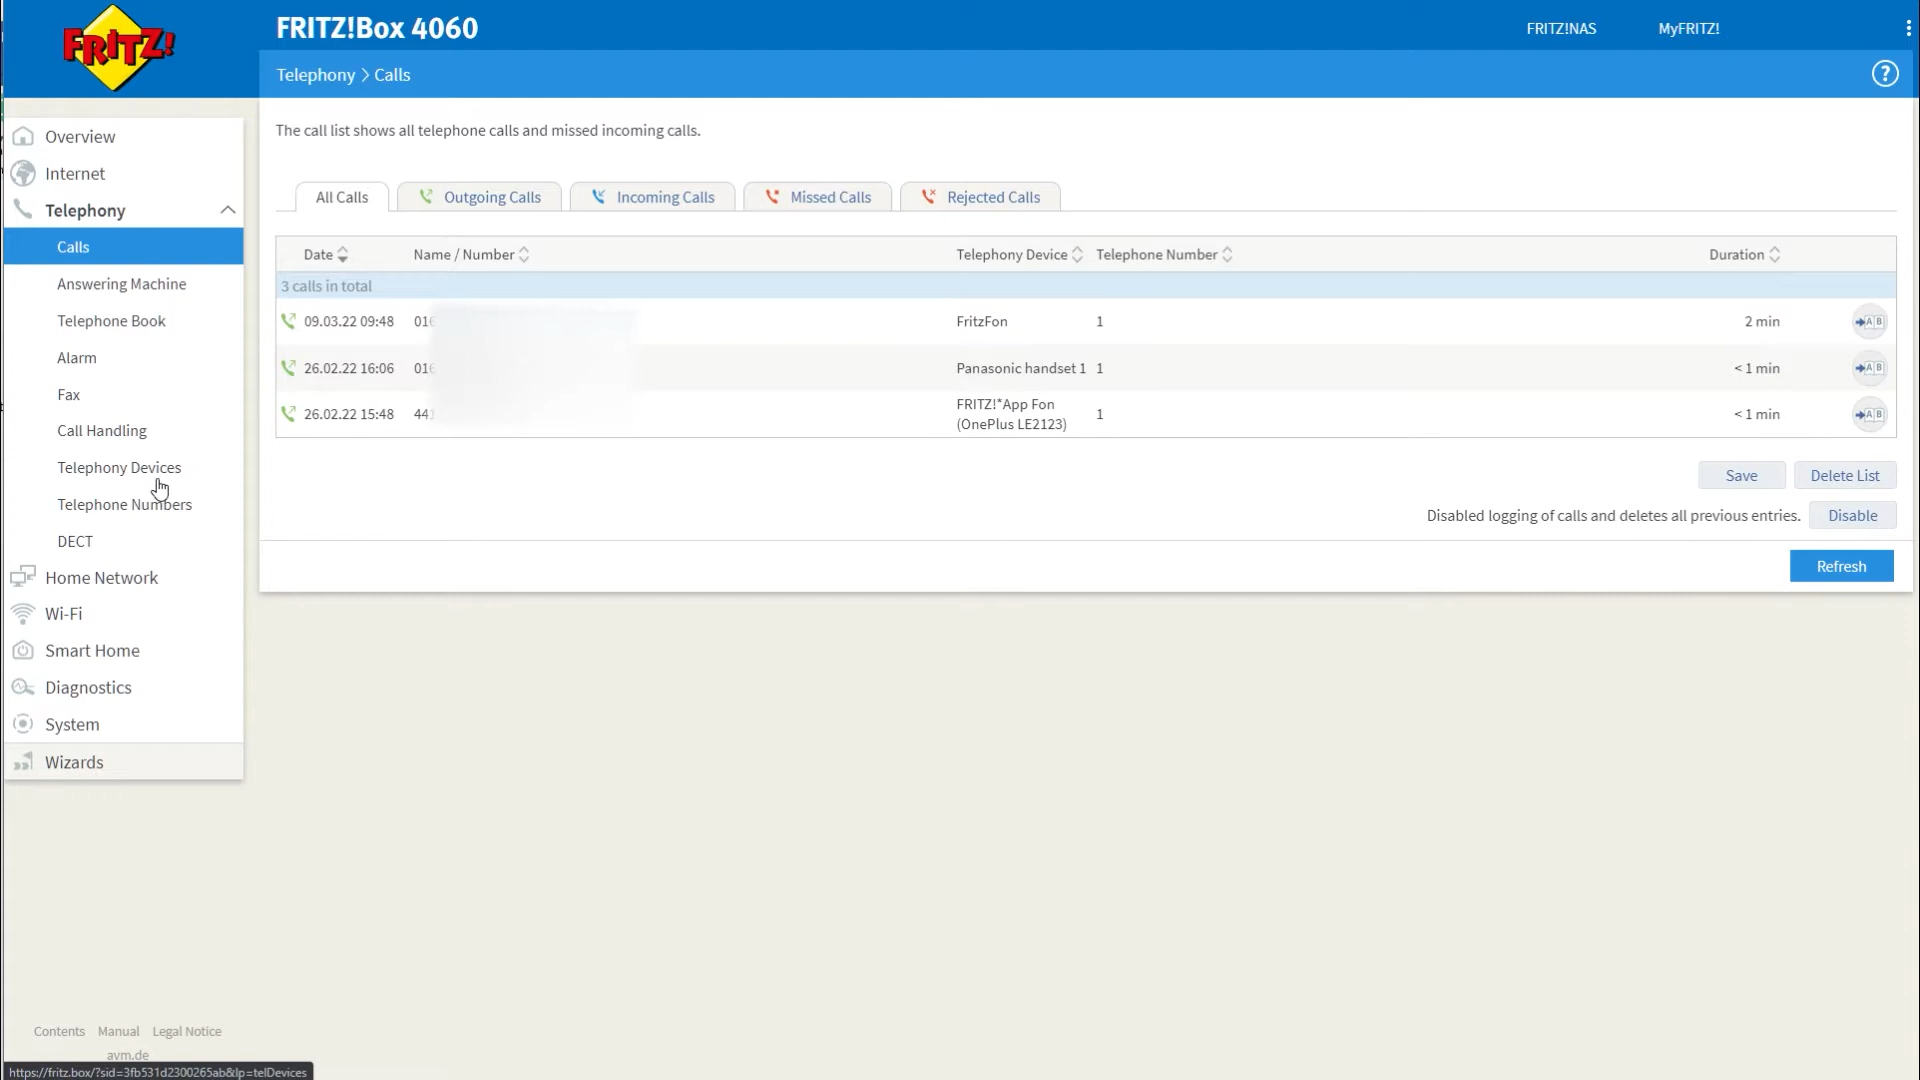 FRITZ!
FRITZ!Box 4060
FRITZ!NAS
MyFRITZ!
Telephony > Calls
?
Overview
Internet
Telephony
Calls
Answering Machine
Telephone Book
Alarm
Fax
Call Handling
Telephony Devices
Telephone Numbers
DECT
Home Network
Wi-Fi
Smart Home
Diagnostics
System
Wizards
The call list shows all telephone calls and missed incoming calls.
All Calls Outgoing Calls Incoming Calls Missed Calls Rejected Calls
Date Name / Number Telephony Device Telephone Number Duration
3 calls in total
09.03.22 09:48 016 FritzFon 1 2 min
26.02.22 16:06 016 Panasonic handset 1 1 < 1 min
26.02.22 15:48 441 FRITZ!*App Fon (OnePlus LE2123) 1 < 1 min
Save Delete List
Disabled logging of calls and deletes all previous entries. Disable
Refresh
Contents Manual Legal Notice
avm.de
https://fritz.box/?sid=3fb531d2300265ab&lp=telDevices